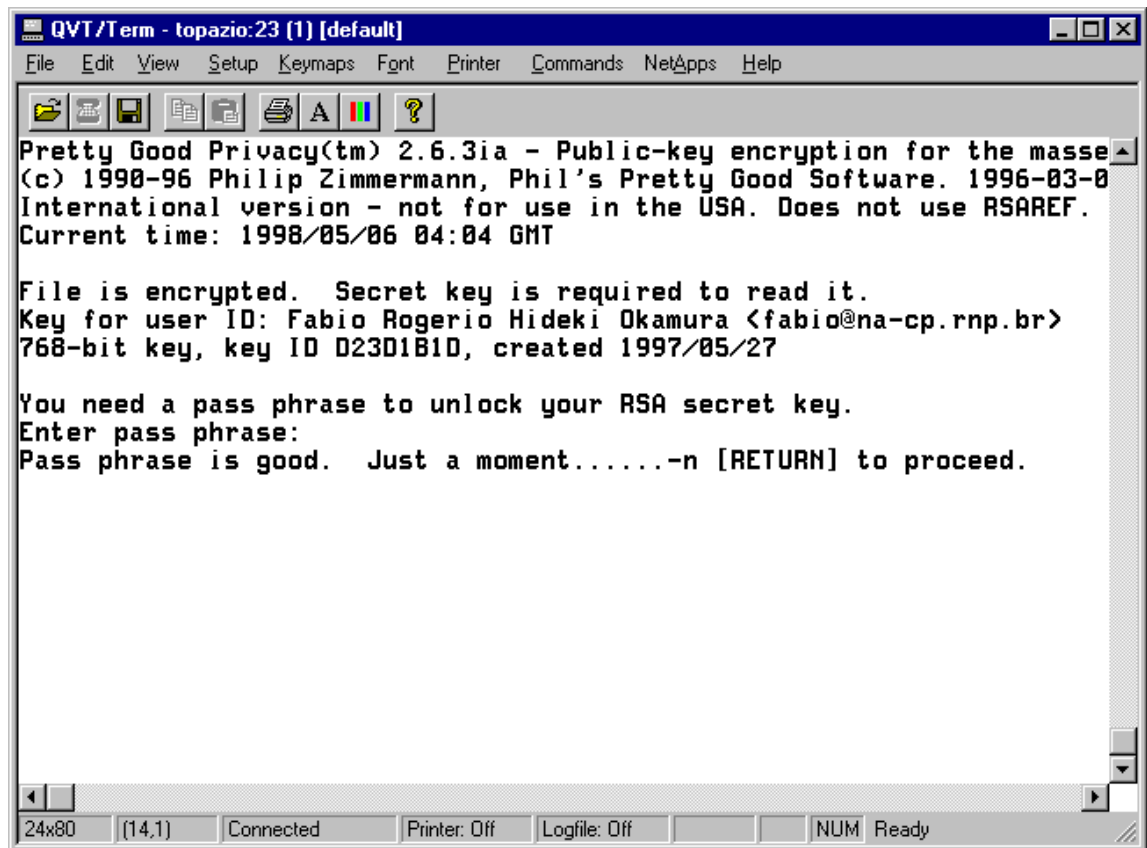 QVT/Term - topazio:23 (1) [default]
File Edit View Setup Keymaps Font Printer Commands NetApps Help
A ?
Pretty Good Privacy(tm) 2.6.3ia - Public-key encryption for the masse
(c) 1990-96 Philip Zimmermann, Phil's Pretty Good Software. 1996-03-0
International version - not for use in the USA. Does not use RSAREF.
Current time: 1998/05/06 04:04 GMT
File is encrypted.  Secret key is required to read it.
Key for user ID: Fabio Rogerio Hideki Okamura <fabio@na-cp.rnp.br>
768-bit key, key ID D23D1B1D, created 1997/05/27
You need a pass phrase to unlock your RSA secret key.
Enter pass phrase:
Pass phrase is good.  Just a moment......-n [RETURN] to proceed.
24x80 (14,1) Connected Printer: Off Logfile: Off NUM Ready